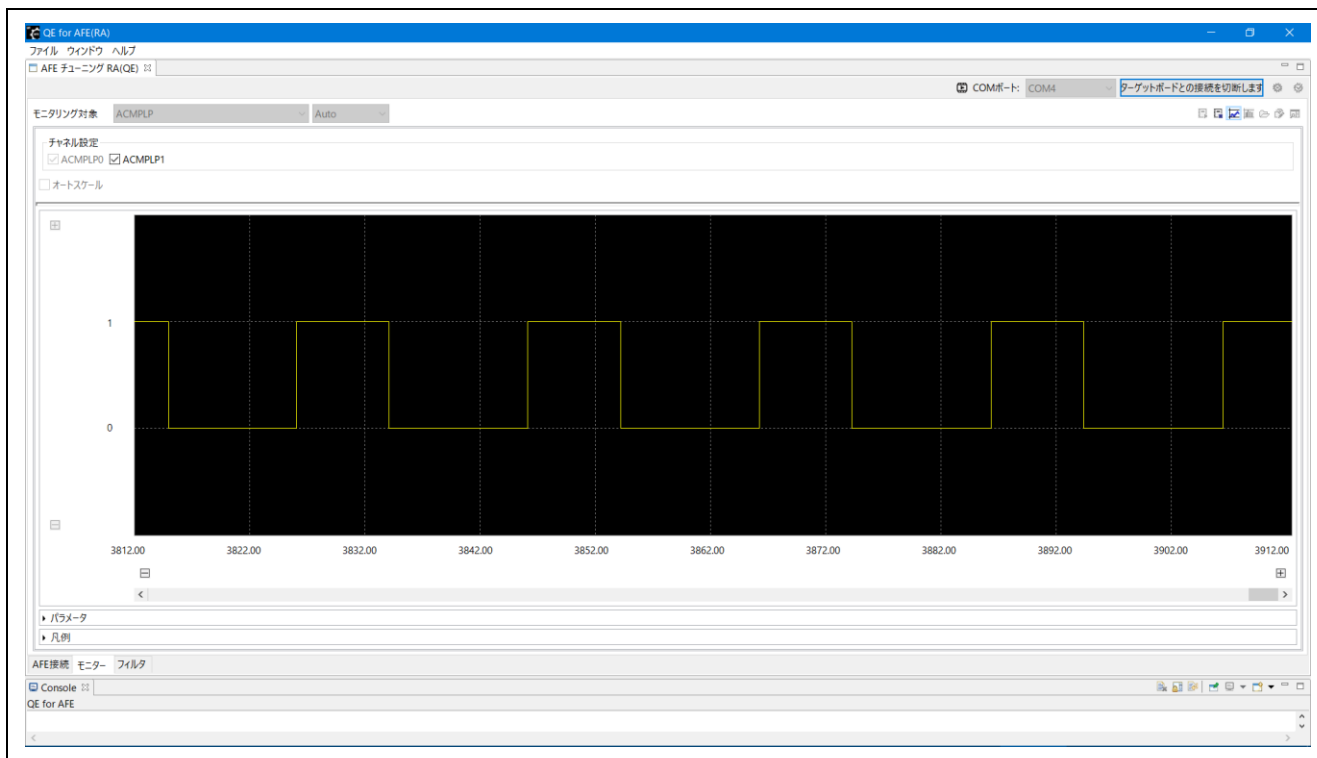 QE for AFE(RA)
ファイル ウィンドウ ヘルプ
AFE チューニング RA(QE)
COMポート: COM4 ターゲットボードとの接続を切断します
モニタリング対象 ACMPLP Auto
チャネル設定
ACMPLP0 ACMPLP1
オートスケール
1
0
3812.00 3822.00 3832.00 3842.00 3852.00 3862.00 3872.00 3882.00 3892.00 3902.00 3912.00
パラメータ
凡例
AFE接続 モニター フィルタ
Console
QE for AFE